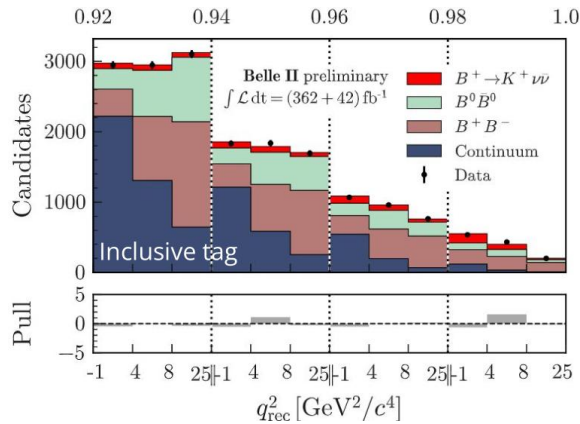 0.92 0.94 0.96 0.98 1.0
3000
2000
1000
0
Candidates
Belle II preliminary
∫ ℒ dt = (362 + 42) fb⁻¹
B⁺→K⁺νν̄
B⁰B̄⁰
B⁺B⁻
Continuum
Data
Inclusive tag
5
0
−5
Pull
-1 4 8 25 -1 4 8 25 -1 4 8 25 -1 4 8 25
q²rec [GeV²/c⁴]